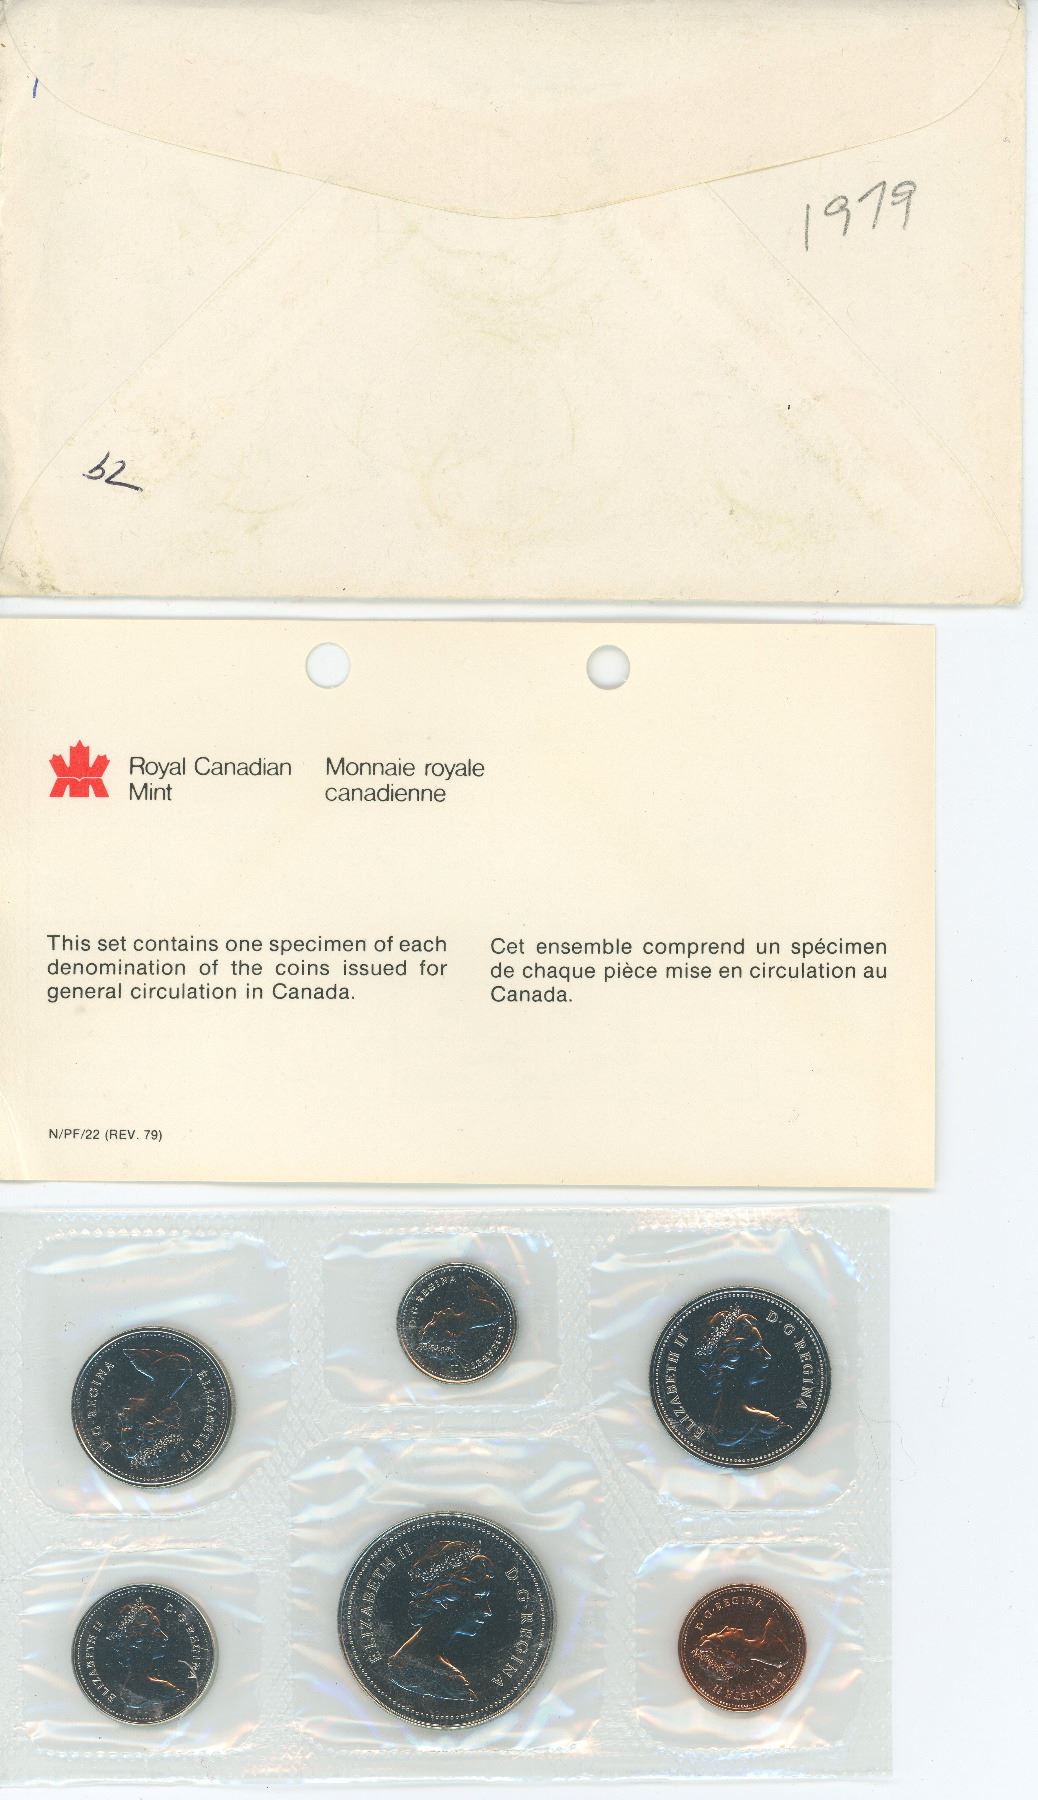 1979
52
Royal Canadian
Mint
Monnaie royale
canadienne
This set contains one specimen of each
denomination of the coins issued for
general circulation in Canada.
Cet ensemble comprend un spécimen
de chaque pièce mise en circulation au
Canada.
N/PF/22 (REV. 79)
ELIZABETH II D·G·REGINA
ELIZABETH II D·G·REGINA
ELIZABETH II D·G·REGINA
ELIZABETH II D·G·REGINA
ELIZABETH II D·G·REGINA
ELIZABETH II D·G·REGINA